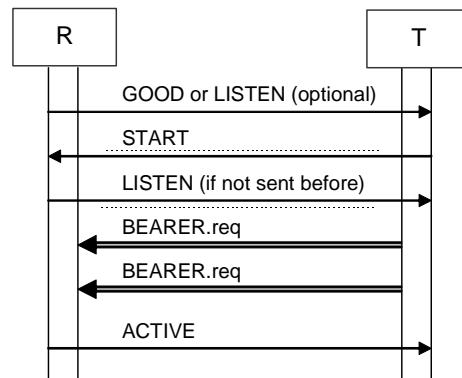 R
T
GOOD or LISTEN (optional)
START
LISTEN (if not sent before)
BEARER.req
BEARER.req
ACTIVE